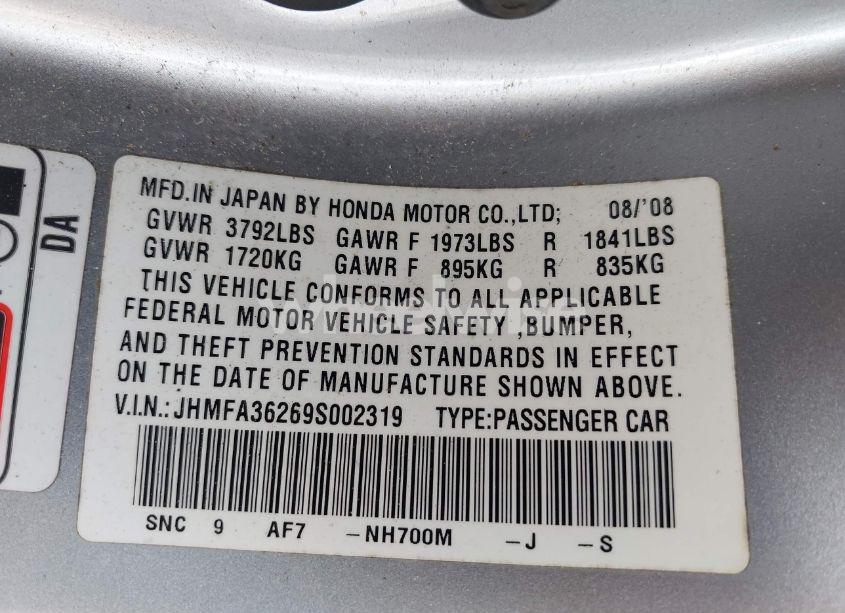 MFD.IN JAPAN BY HONDA MOTOR CO.,LTD; 08/'08
GVWR 3792LBS GAWR F 1973LBS R 1841LBS
GVWR 1720KG GAWR F 895KG R 835KG
THIS VEHICLE CONFORMS TO ALL APPLICABLE
FEDERAL MOTOR VEHICLE SAFETY ,BUMPER,
AND THEFT PREVENTION STANDARDS IN EFFECT
ON THE DATE OF MANUFACTURE SHOWN ABOVE.
V.I.N.: JHMFA36269S002319 TYPE:PASSENGER CAR
SNC 9 AF7 -NH700M -J -S
DA